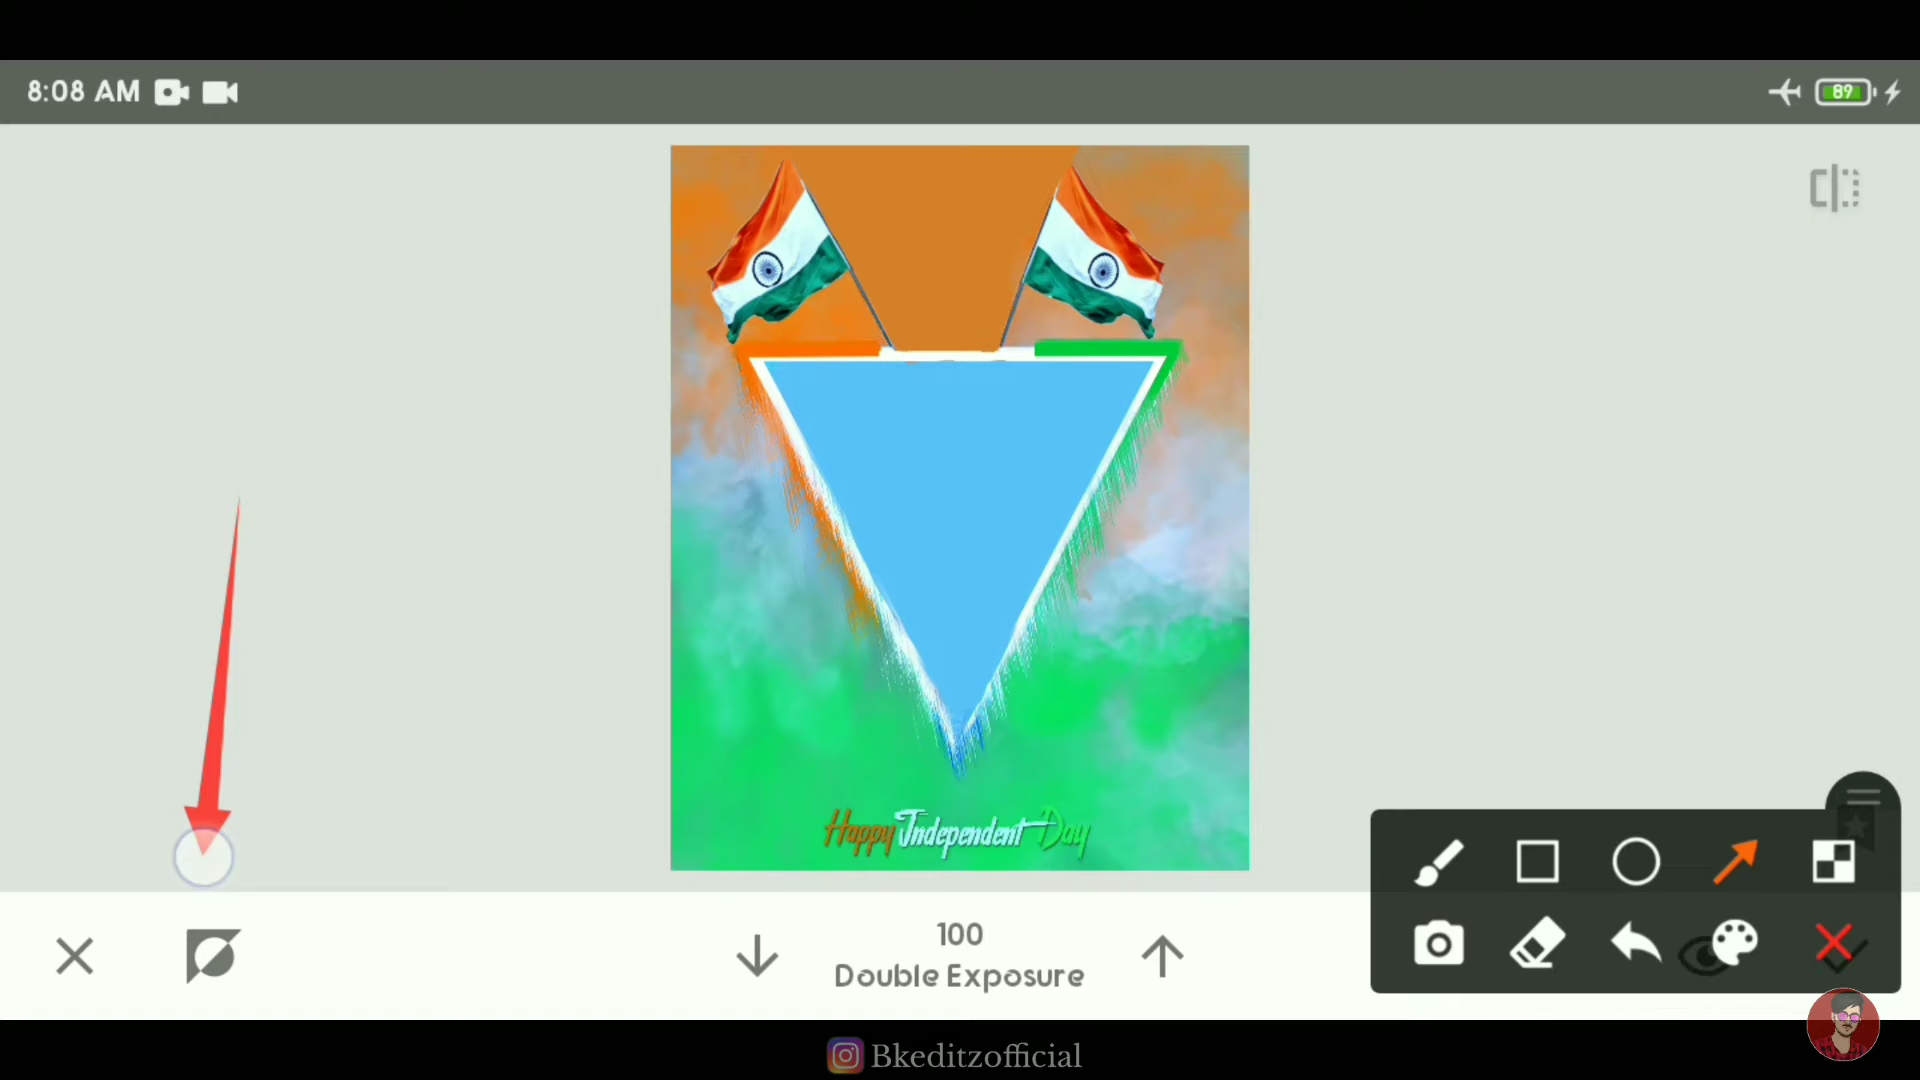 8:08 AM
89
Happy Independent Day
100
Double Exposure
Bkeditzofficial